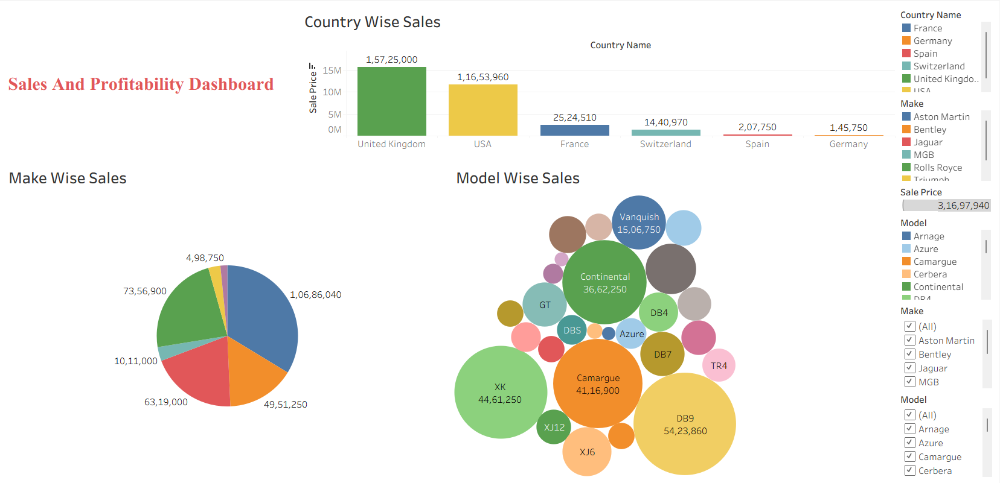 Sales And Profitability Dashboard
Country Wise Sales
Country Name
Sale Price
15M
10M
5M
0M
1,57,25,000
1,16,53,960
25,24,510
14,40,970
2,07,750
1,45,750
United Kingdom
USA
France
Switzerland
Spain
Germany
Make Wise Sales
4,98,750
73,56,900
1,06,86,040
10,11,000
63,19,000
49,51,250
Model Wise Sales
Vanquish
15,06,750
Continental
36,62,250
GT
DB4
DBS
Azure
DB7
TR4
Camargue
41,16,900
XK
44,61,250
DB9
54,23,860
XJ12
XJ6
Country Name
France
Germany
Spain
Switzerland
United Kingdo..
USA
Make
Aston Martin
Bentley
Jaguar
MGB
Rolls Royce
Triumph
Sale Price
3,16,97,940
Model
Arnage
Azure
Camargue
Cerbera
Continental
DB4
Make
(All)
Aston Martin
Bentley
Jaguar
MGB
Model
(All)
Arnage
Azure
Camargue
Cerbera